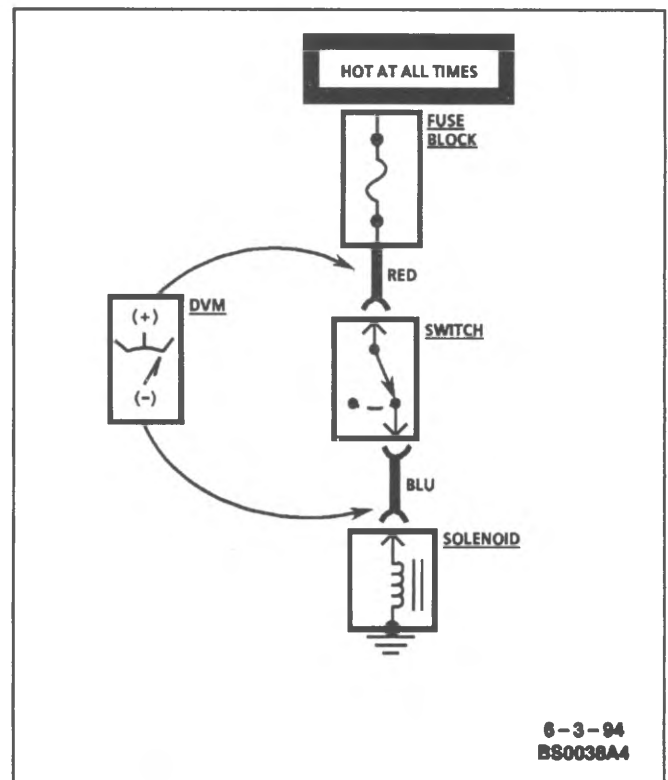 HOT AT ALL TIMES
FUSE
BLOCK
RED
DVM
(+)
(-)
SWITCH
BLU
SOLENOID
6-3-94
BS0038A4